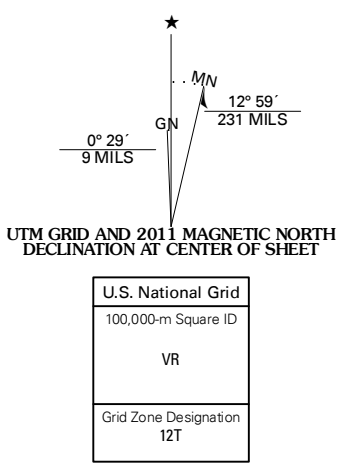 ★
MN
12° 59´
231 MILS
GN
0° 29´
9 MILS
UTM GRID AND 2011 MAGNETIC NORTH
DECLINATION AT CENTER OF SHEET
U.S. National Grid
100,000-m Square ID
VR
Grid Zone Designation
12T